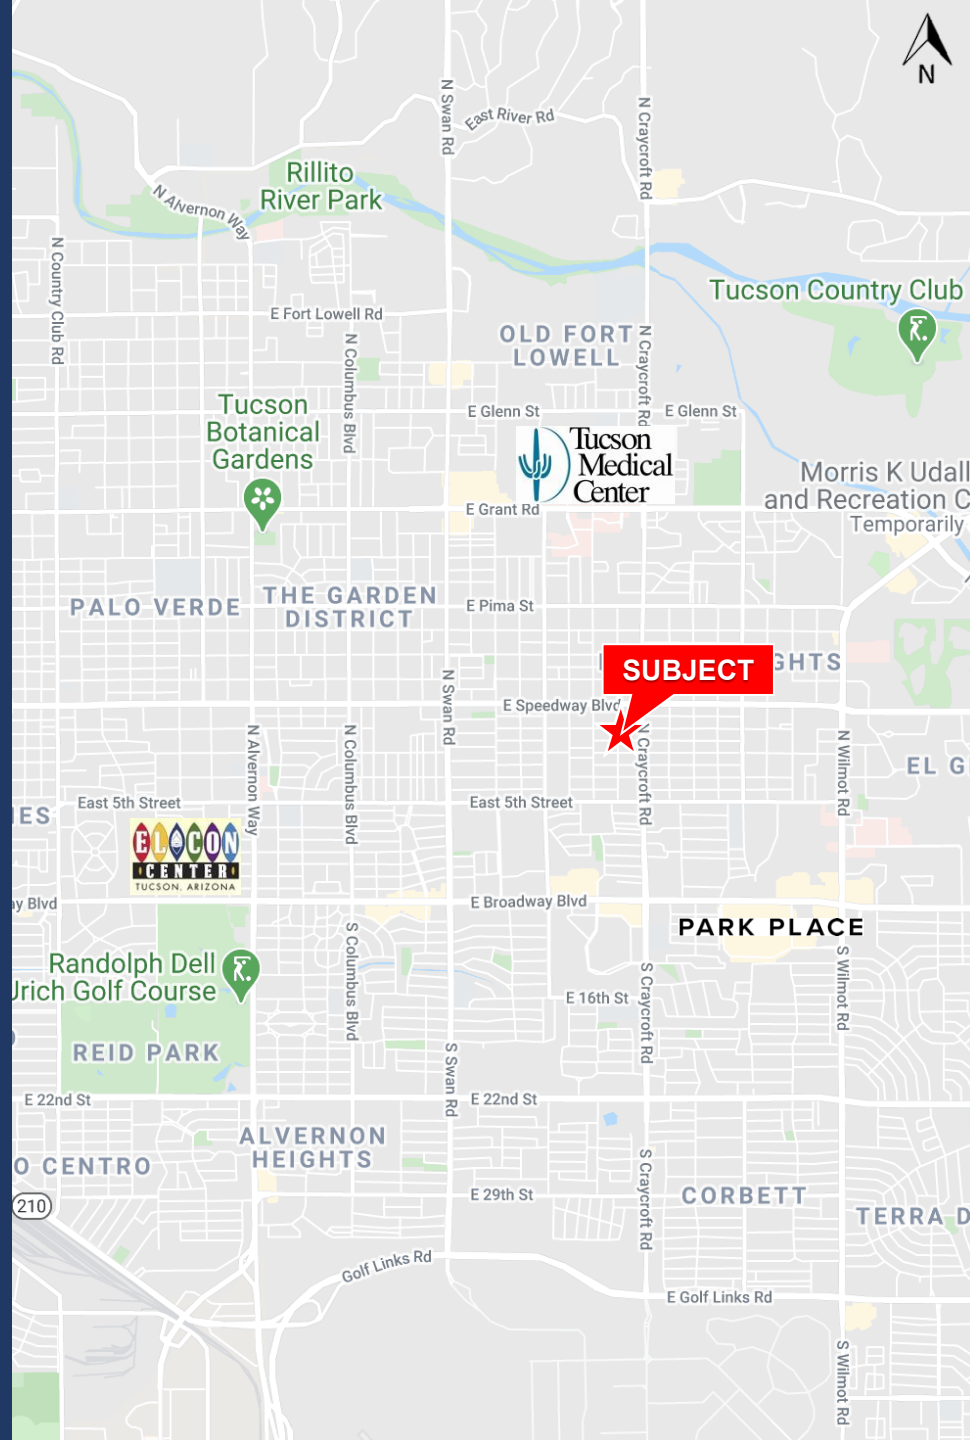 N
N Swan Rd
East River Rd
N Craycroft Rd
Rillito
River Park
N Alvernon Way
N Country Club Rd
Tucson Country Club
E Fort Lowell Rd
OLD FORT
LOWELL
N Craycroft Rd
N Columbus Blvd
Tucson
Botanical
Gardens
E Glenn St
E Glenn St
Tucson
Medical
Center
Morris K Udall
and Recreation C
Temporarily
E Grant Rd
PALO VERDE
THE GARDEN
DISTRICT
E Pima St
GHTS
SUBJECT
N Swan Rd
E Speedway Blvd
N Alvernon Way
N Columbus Blvd
N Craycroft Rd
N Wilmot Rd
EL G
East 5th Street
East 5th Street
ES
EL CON
CENTER
TUCSON, ARIZONA
ay Blvd
E Broadway Blvd
PARK PLACE
S Columbus Blvd
Randolph Dell
Urich Golf Course
S Craycroft Rd
S Wilmot Rd
E 16th St
REID PARK
S Swan Rd
E 22nd St
E 22nd St
ALVERNON
HEIGHTS
O CENTRO
S Craycroft Rd
E 29th St
CORBETT
210
TERRA D
Golf Links Rd
E Golf Links Rd
S Wilmot Rd